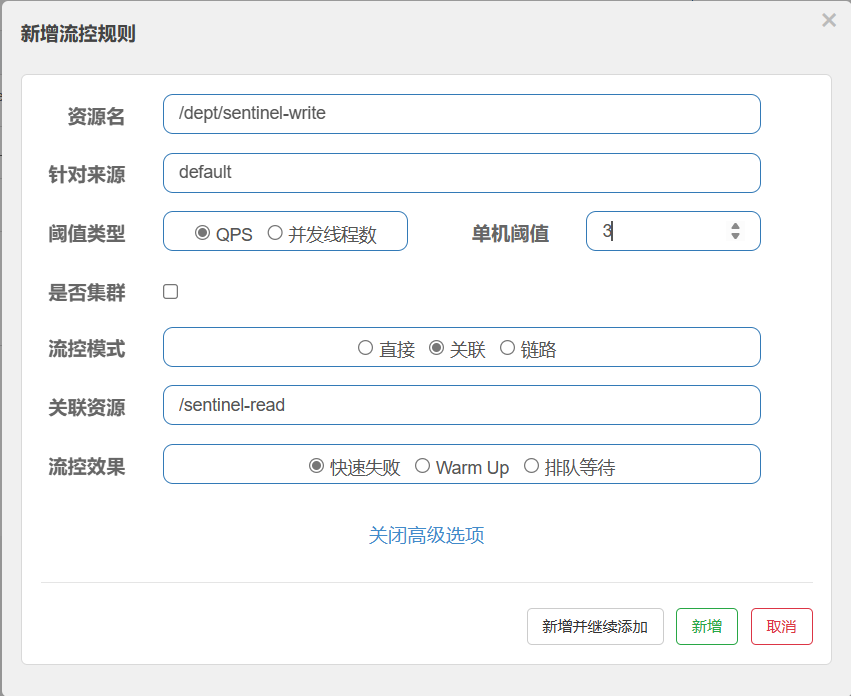 新增流控规则
资源名 /dept/sentinel-write
针对来源 default
阈值类型 QPS 并发线程数 单机阈值 3
是否集群
流控模式 直接 关联 链路
关联资源 /sentinel-read
流控效果 快速失败 Warm Up 排队等待
关闭高级选项
新增并继续添加 新增 取消